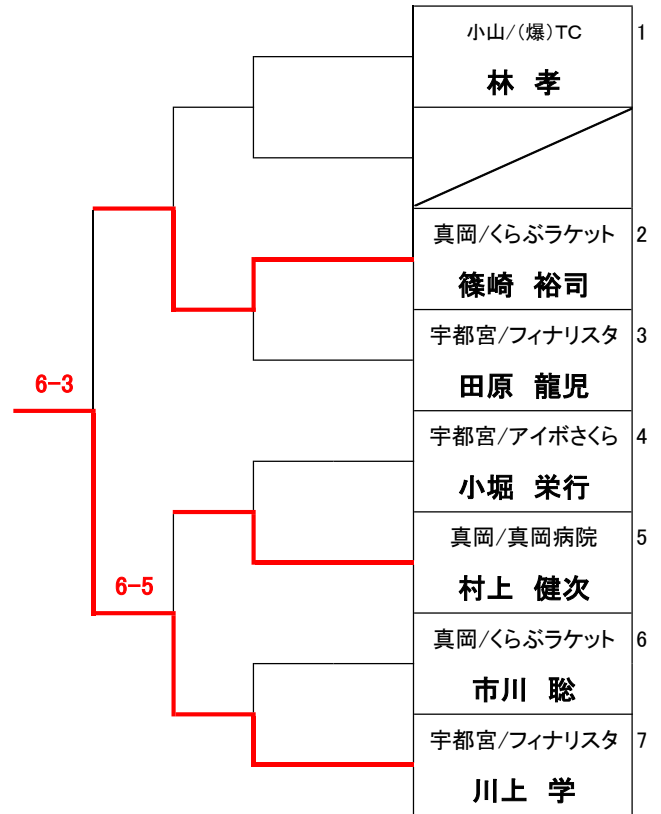 小山/(爆)TC 1
林 孝
真岡/くらぶラケット 2
篠崎 裕司
宇都宮/フィナリスタ 3
田原 龍児
6-3
宇都宮/アイボさくら 4
小堀 栄行
真岡/真岡病院 5
村上 健次
6-5
真岡/くらぶラケット 6
市川 聡
宇都宮/フィナリスタ 7
川上 学